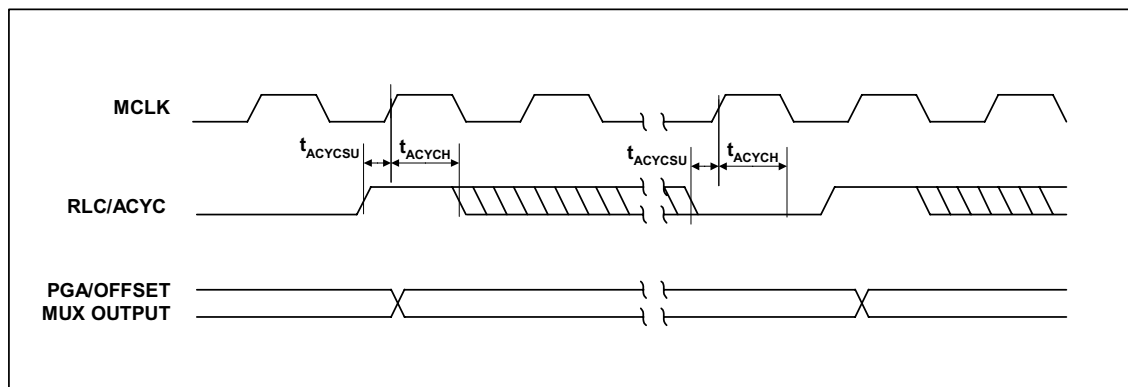 MCLK
tACYCSU tACYCH tACYCSU tACYCH
RLC/ACYC
PGA/OFFSET
MUX OUTPUT